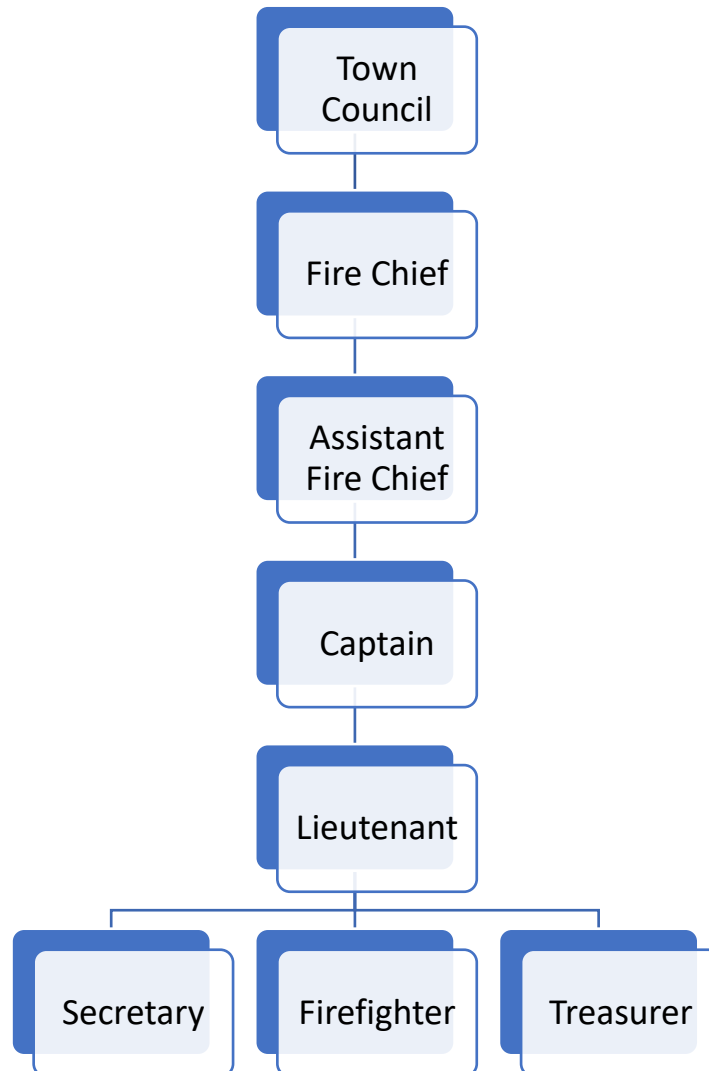 Town
Council
Fire Chief
Assistant
Fire Chief
Captain
Lieutenant
Secretary
Firefighter
Treasurer